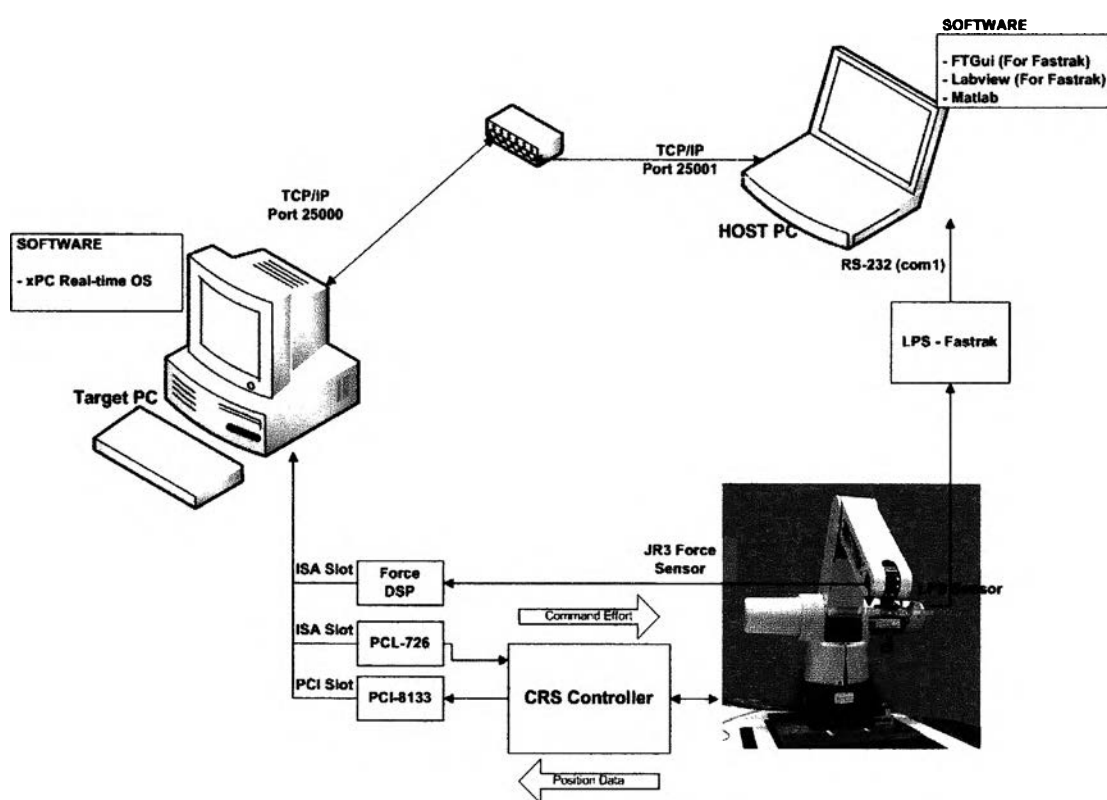 SOFTWARE
- FTGui (For Fastrak)
- Labview (For Fastrak)
- Matlab
TCP/IP
Port 25001
TCP/IP
Port 25000
HOST PC
SOFTWARE
- xPC Real-time OS
RS-232 (com1)
LPS - Fastrak
Target PC
JR3 Force
Sensor
LPS Sensor
ISA Slot
Force
DSP
Command Effort
ISA Slot
PCL-726
PCI Slot
PCI-8133
CRS Controller
Position Data